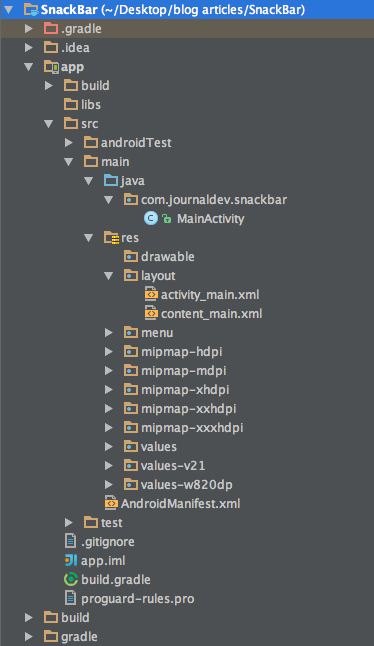 SnackBar (~/Desktop/blog articles/SnackBar)
.gradle
.idea
app
build
libs
src
androidTest
main
java
com.journaldev.snackbar
MainActivity
res
drawable
layout
activity_main.xml
content_main.xml
menu
mipmap-hdpi
mipmap-mdpi
mipmap-xhdpi
mipmap-xxhdpi
mipmap-xxxhdpi
values
values-v21
values-w820dp
AndroidManifest.xml
test
.gitignore
app.iml
build.gradle
proguard-rules.pro
build
gradle